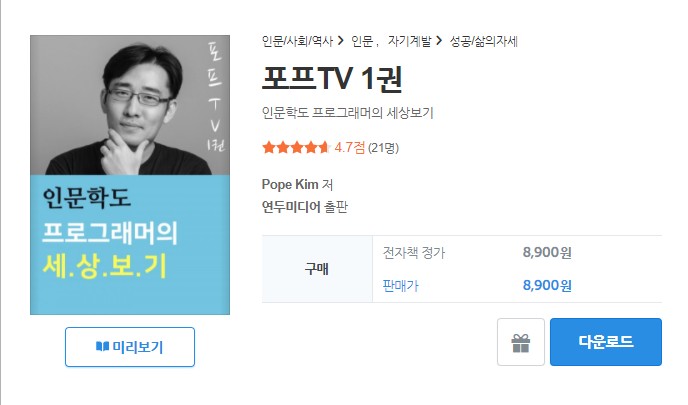 포프TV 1권
인문학도
프로그래머의
세.상.보.기
미리보기
인문/사회/역사 > 인문 , 자기계발 > 성공/삶의자세
포프TV 1권
인문학도 프로그래머의 세상보기
4.7점 (21명)
Pope Kim 저
연두미디어 출판
구매
전자책 정가 8,900원
판매가 8,900원
다운로드